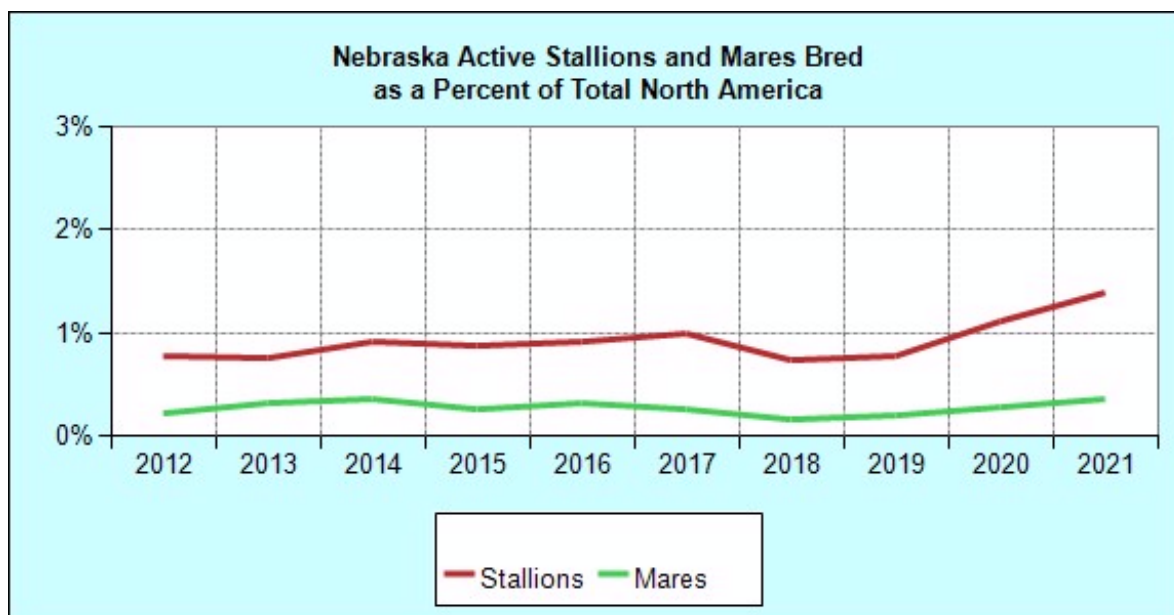 Nebraska Active Stallions and Mares Bred
as a Percent of Total North America
3%
2%
1%
0%
2012 2013 2014 2015 2016 2017 2018 2019 2020 2021
Stallions Mares